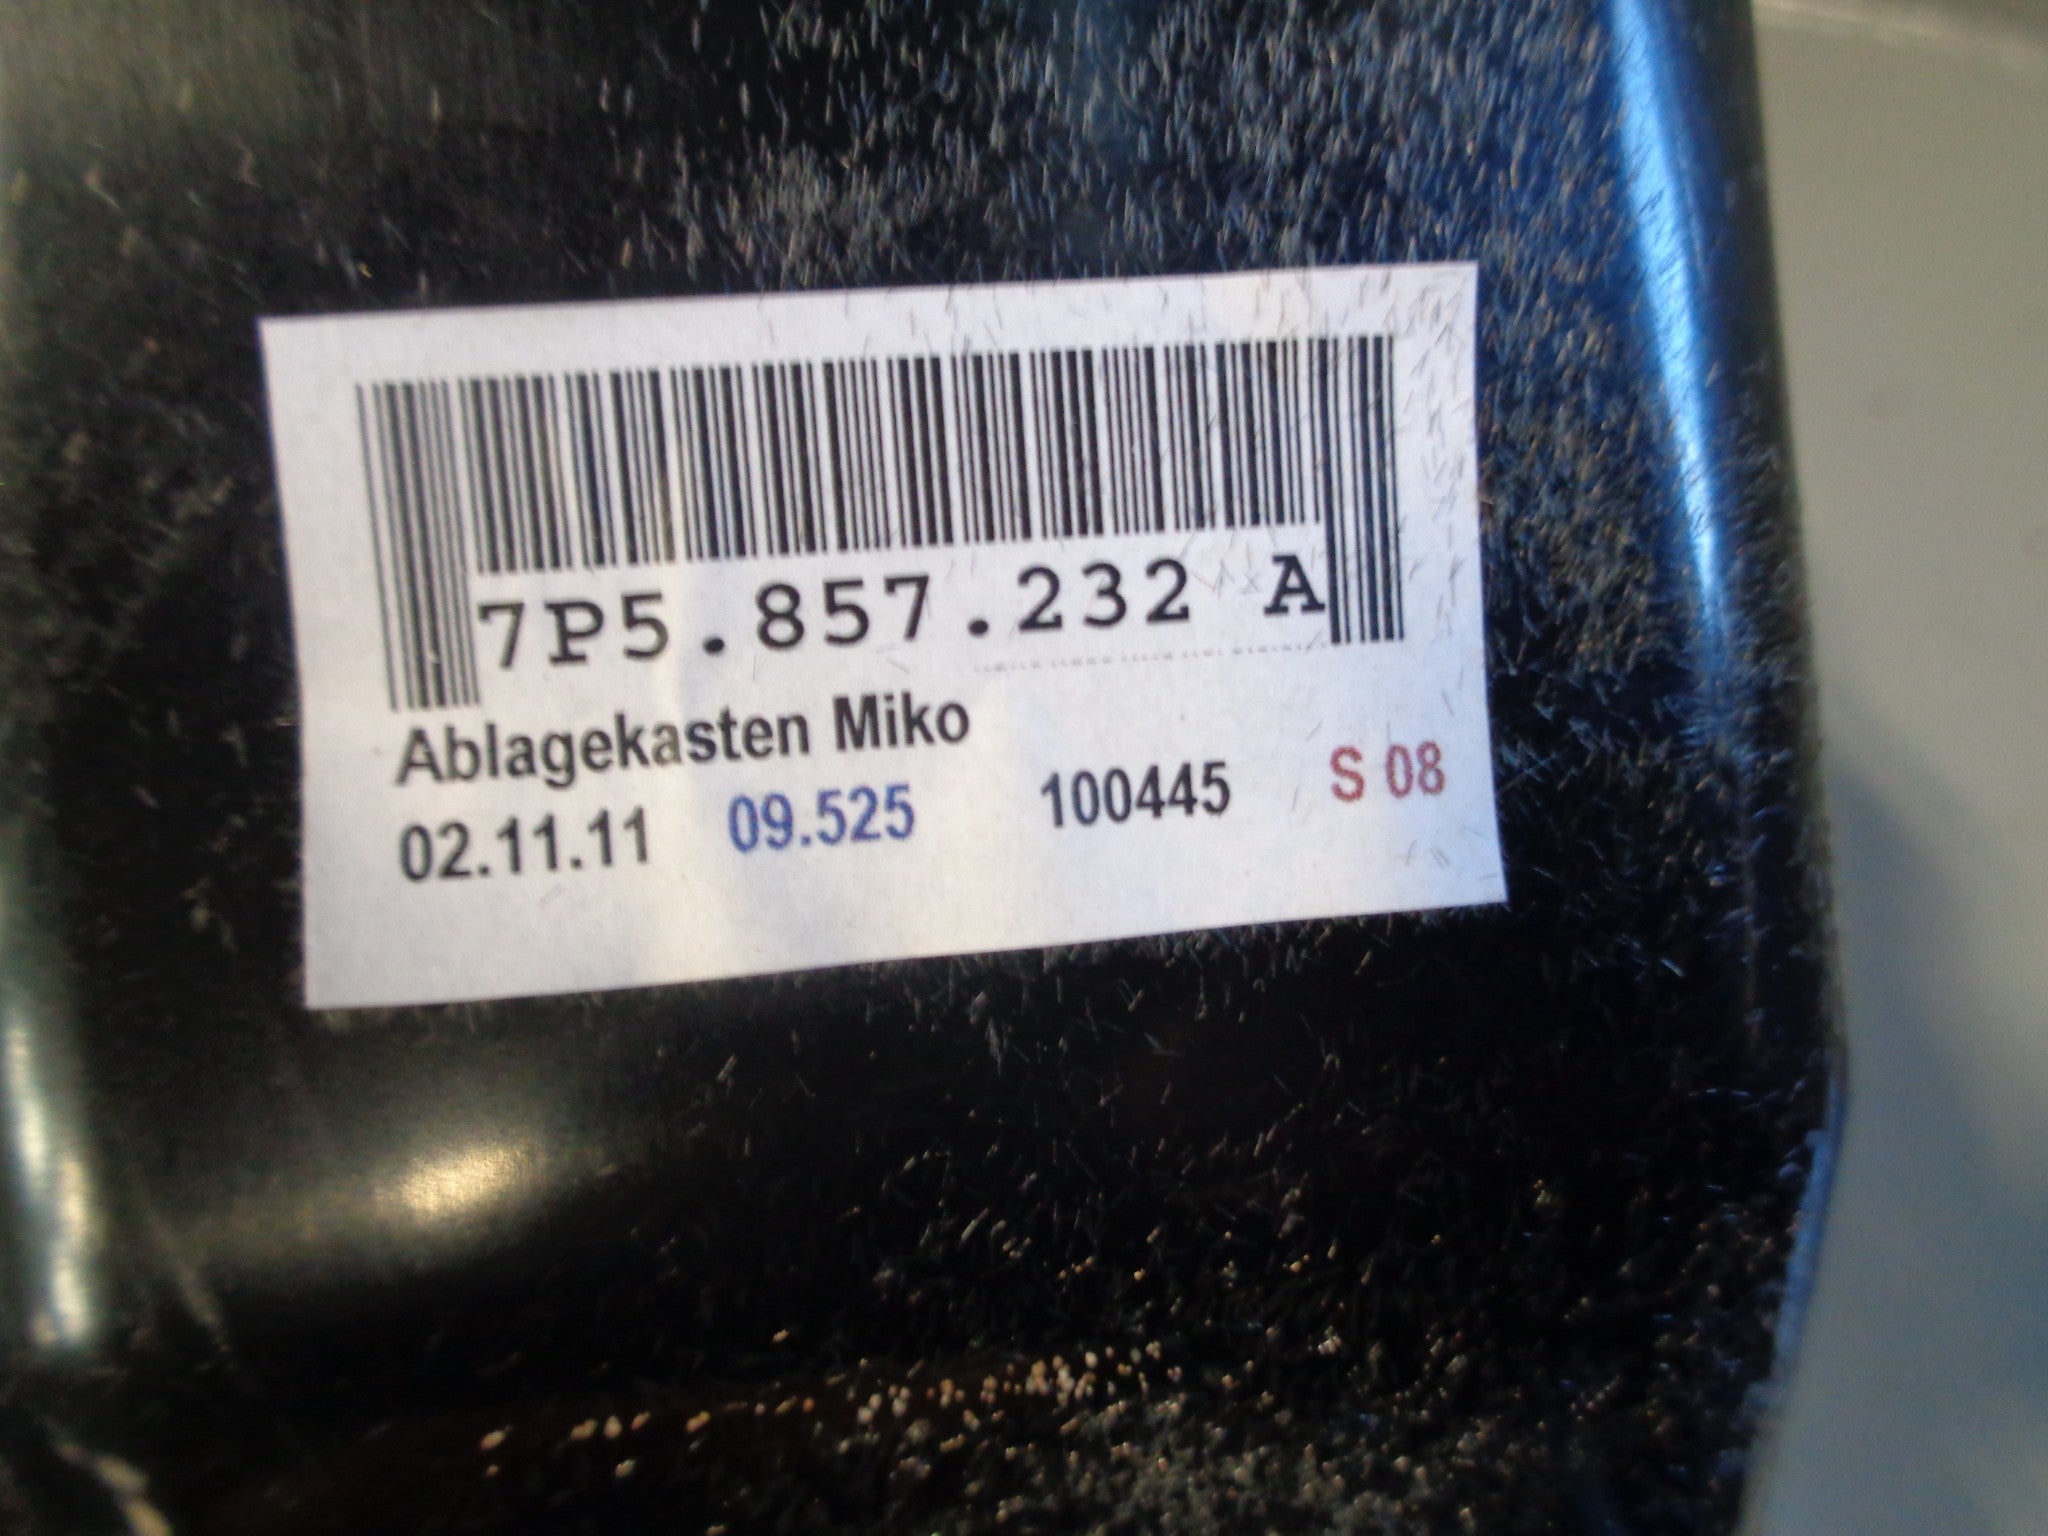 7P5.857.232 A
Ablagekasten Miko
02.11.11 09.525 100445 S 08